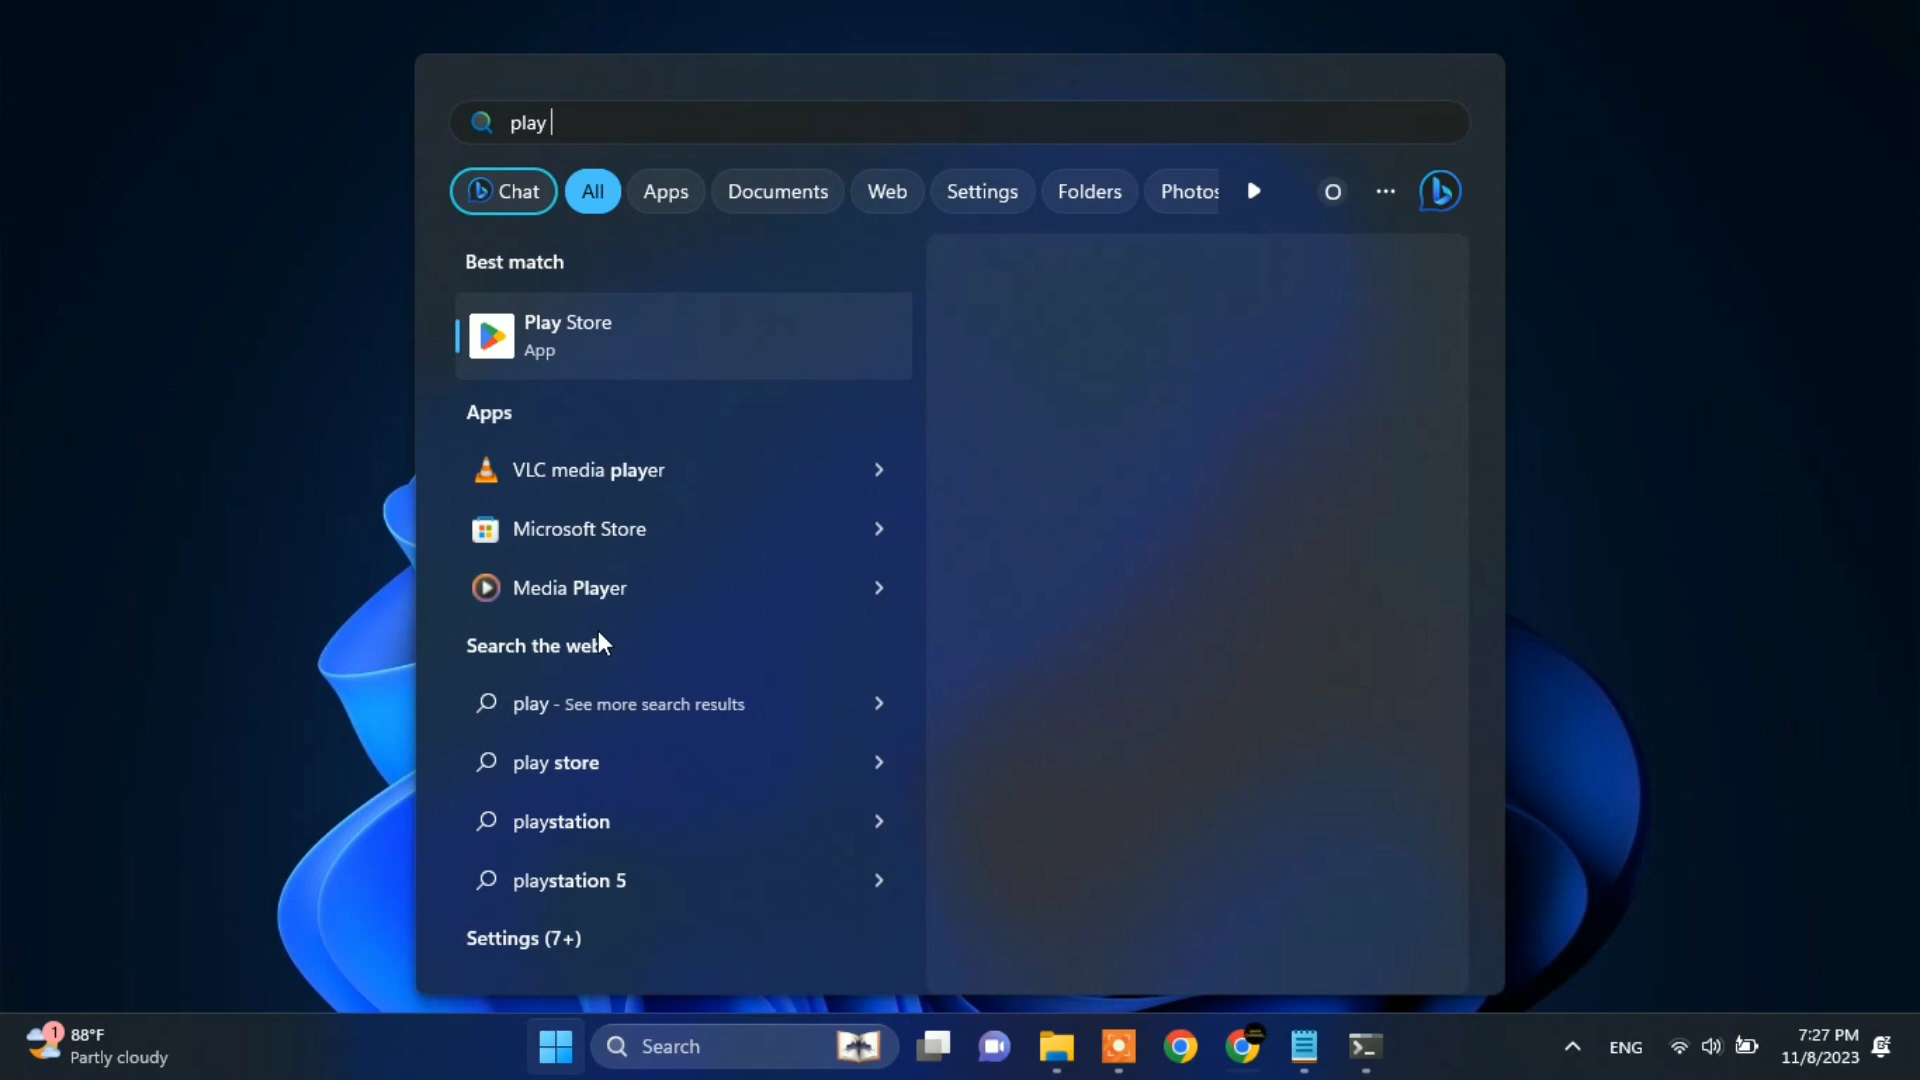 play
Chat All Apps Documents Web Settings Folders Photos O ...
Best match
Play Store
App
Apps
VLC media player
Microsoft Store
Media Player
Search the web
play - See more search results
play store
playstation
playstation 5
Settings (7+)
1
88°F
Partly cloudy
Search
ENG
7:27 PM
11/8/2023